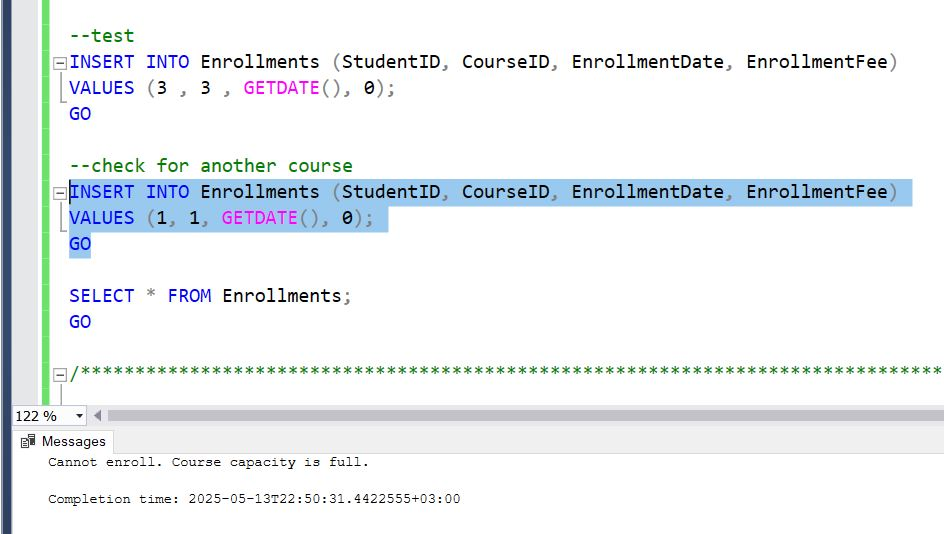 --test
INSERT INTO Enrollments (StudentID, CourseID, EnrollmentDate, EnrollmentFee)
VALUES (3 , 3 , GETDATE(), 0);
GO
--check for another course
INSERT INTO Enrollments (StudentID, CourseID, EnrollmentDate, EnrollmentFee)
VALUES (1, 1, GETDATE(), 0);
GO
SELECT * FROM Enrollments;
GO
/*******************************************************************************
122 %
Messages
Cannot enroll. Course capacity is full.
Completion time: 2025-05-13T22:50:31.4422555+03:00